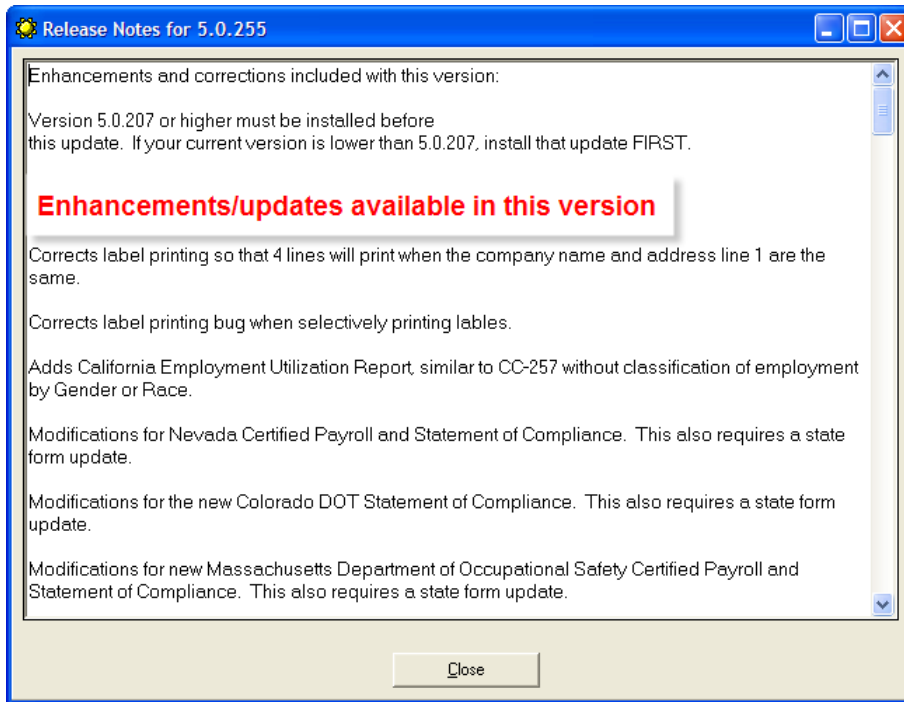 Release Notes for 5.0.255
Enhancements and corrections included with this version:
Version 5.0.207 or higher must be installed before
this update.  If your current version is lower than 5.0.207, install that update FIRST.
Enhancements/updates available in this version
Corrects label printing so that 4 lines will print when the company name and address line 1 are the
same.
Corrects label printing bug when selectively printing lables.
Adds California Employment Utilization Report, similar to CC-257 without classification of employment
by Gender or Race.
Modifications for Nevada Certified Payroll and Statement of Compliance.  This also requires a state
form update.
Modifications for the new Colorado DOT Statement of Compliance.  This also requires a state form
update.
Modifications for new Massachusetts Department of Occupational Safety Certified Payroll and
Statement of Compliance.  This also requires a state form update.
Close